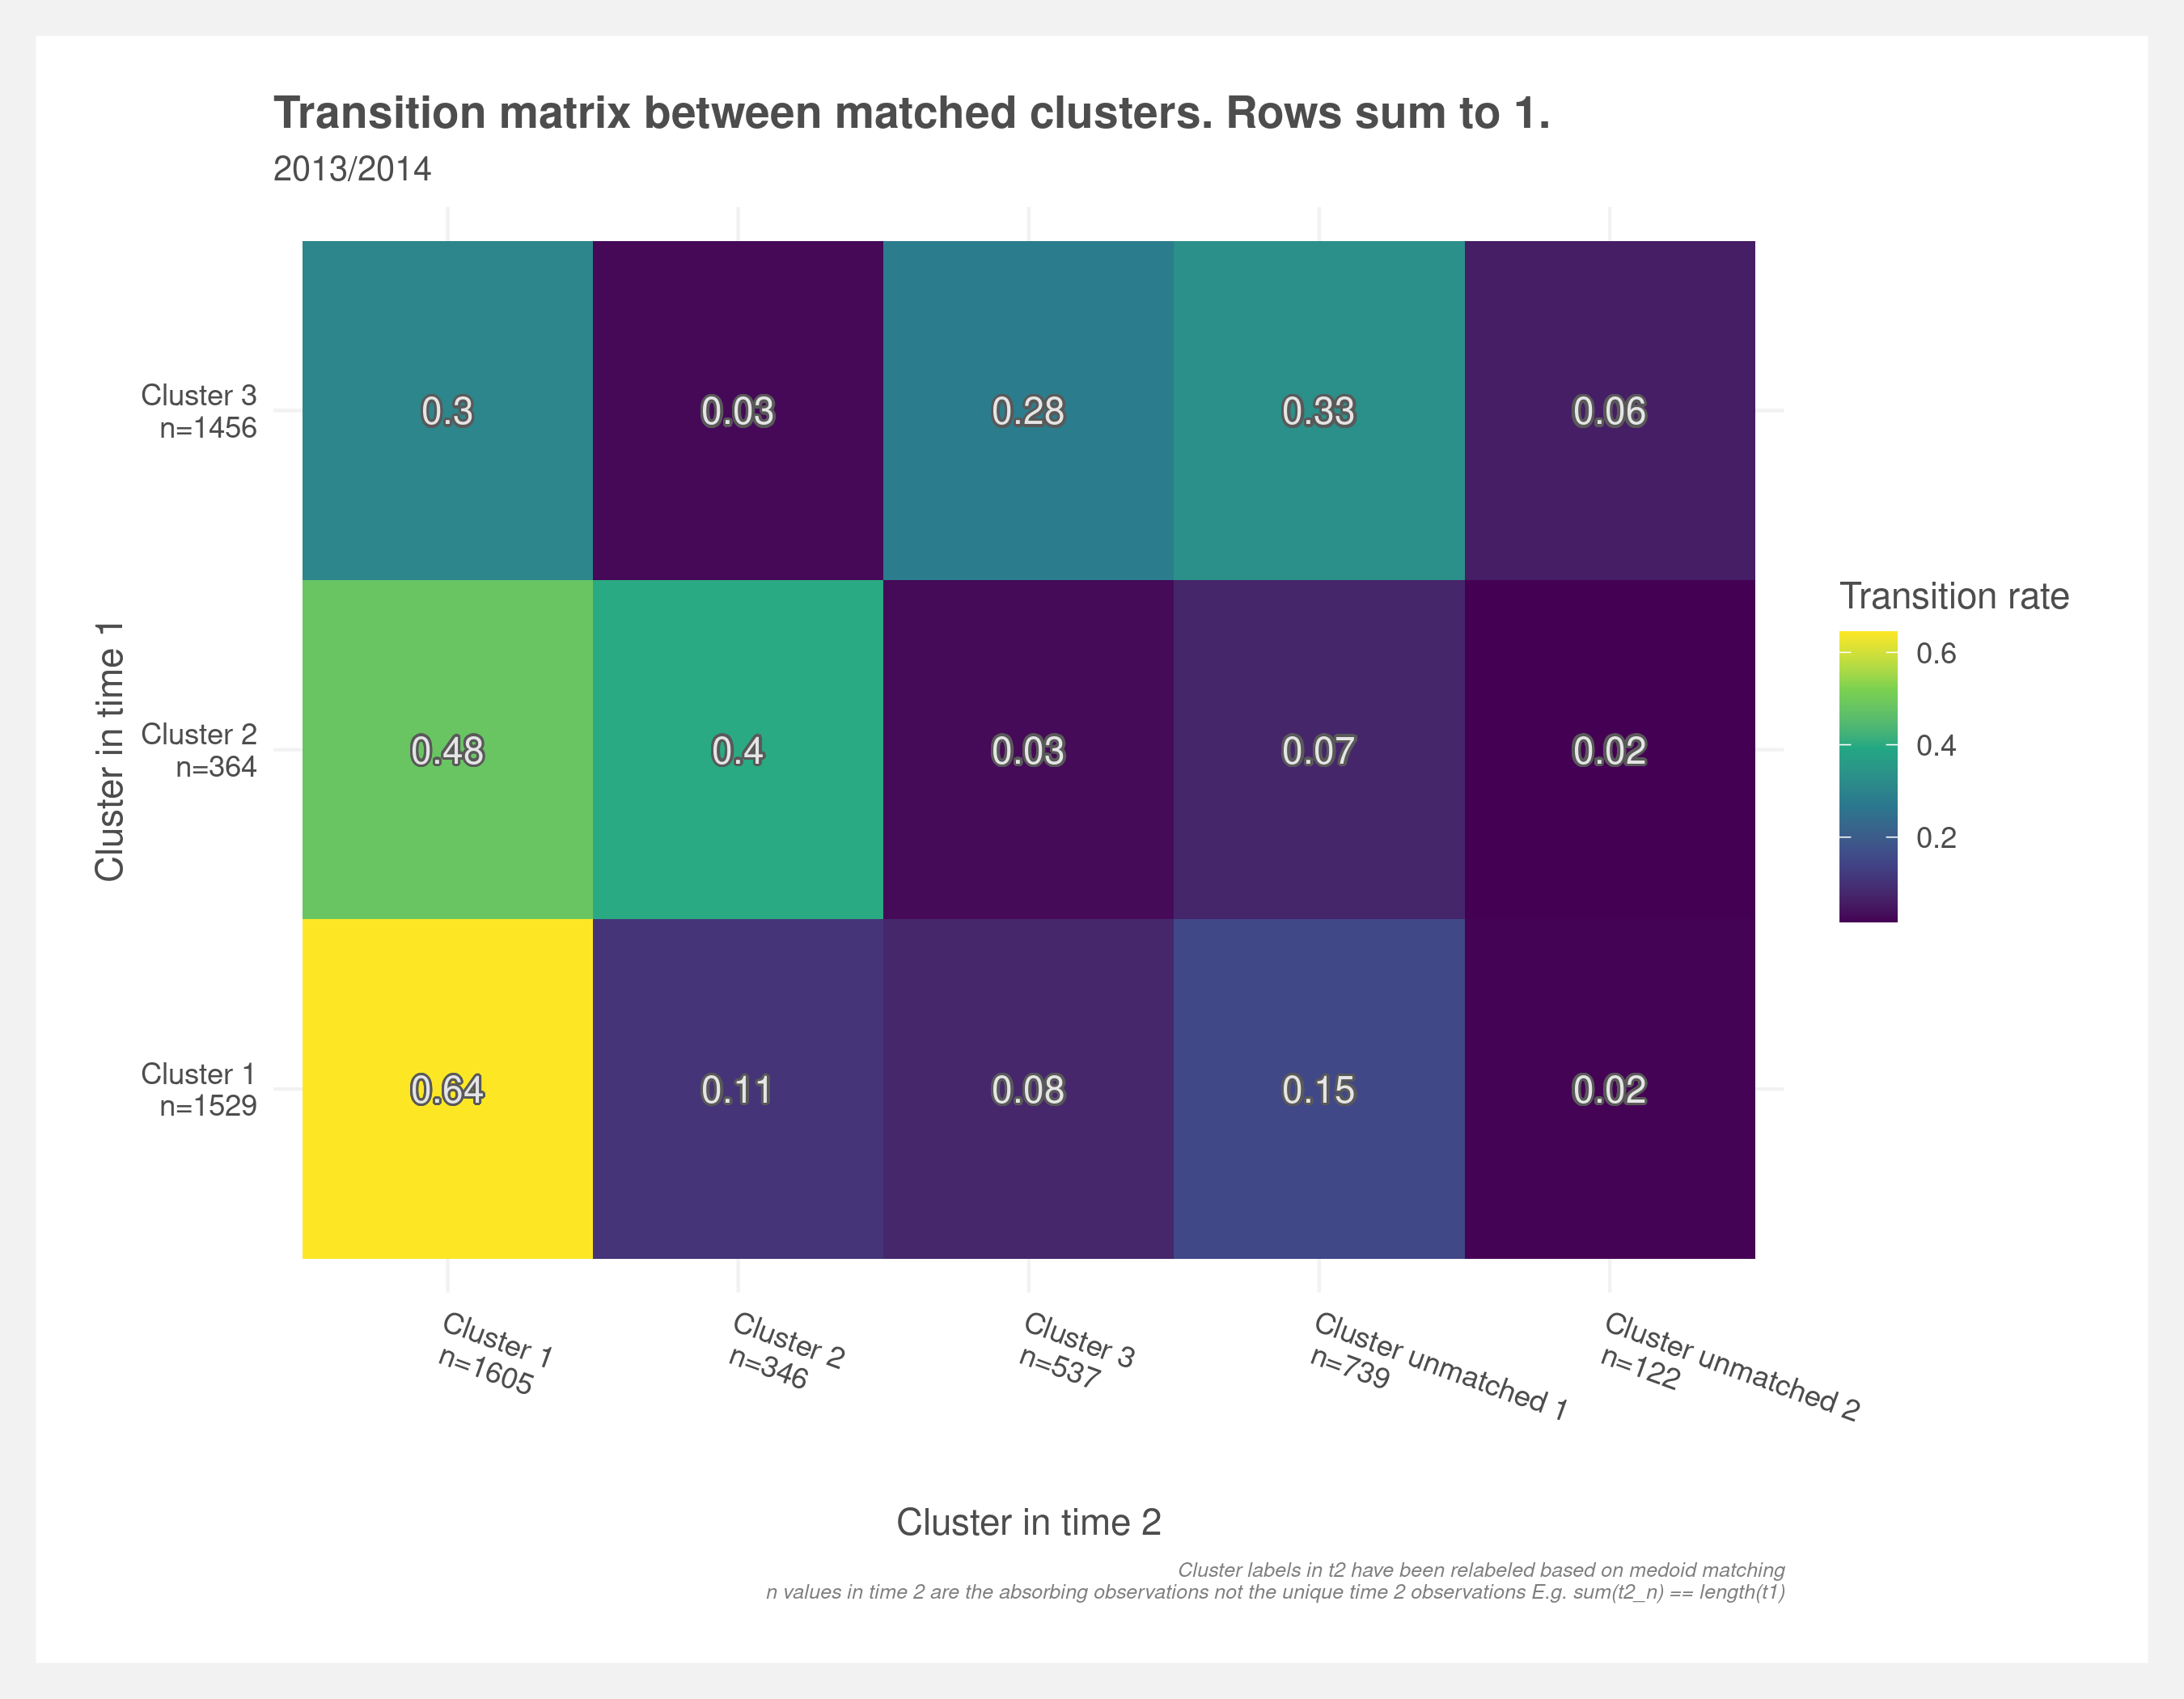 Transition matrix between matched clusters. Rows sum to 1.
2013/2014
Cluster in time 1
Cluster 3
n=1456
0.3
0.03
0.28
0.33
0.06
Cluster 2
n=364
0.48
0.4
0.03
0.07
0.02
Cluster 1
n=1529
0.64
0.11
0.08
0.15
0.02
Cluster 1
n=1605
Cluster 2
n=346
Cluster 3
n=537
Cluster unmatched 1
n=739
Cluster unmatched 2
n=122
Cluster in time 2
Transition rate
0.6
0.4
0.2
Cluster labels in t2 have been relabeled based on medoid matching
n values in time 2 are the absorbing observations not the unique time 2 observations E.g. sum(t2_n) == length(t1)